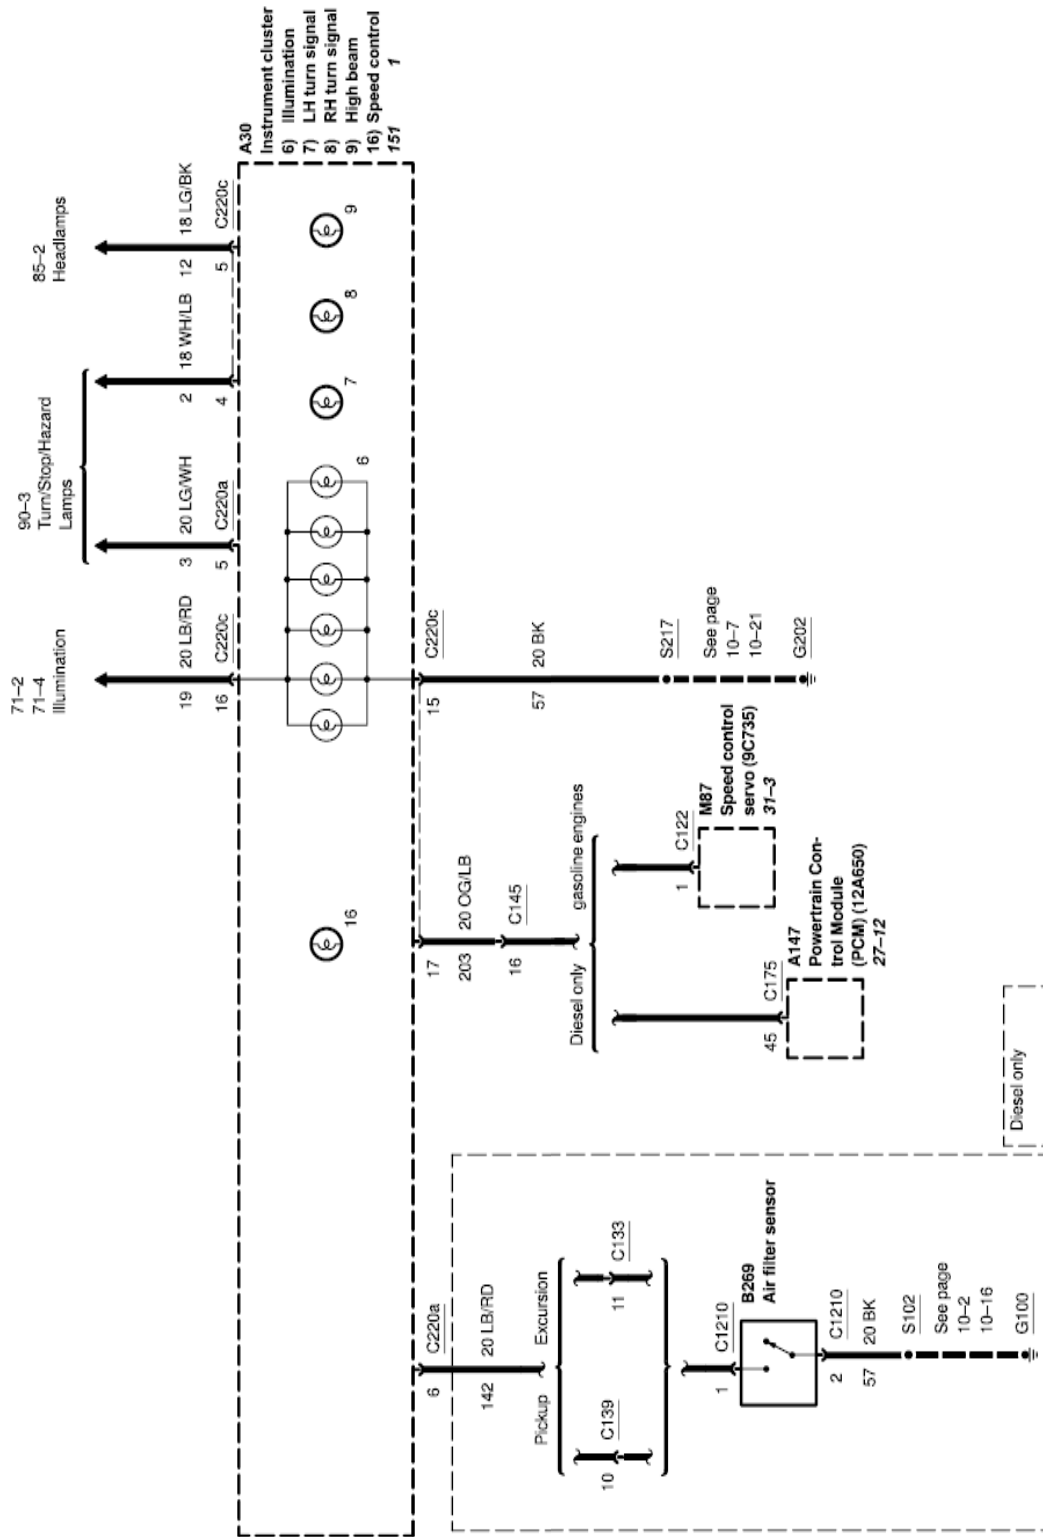 71–2
71–4
Illumination
90–3
Turn/Stop/Hazard
Lamps
85–2
Headlamps
19 20 LB/RD
16 C220c
3 20 LG/WH
5 C220a
2 18 WH/LB
4
12 18 LG/BK
5 C220c
A30
Instrument cluster
6) Illumination
7) LH turn signal
8) RH turn signal
9) High beam
16) Speed control
151 1
16
6
7
8
9
6 C220a
142 20 LB/RD
Pickup Excursion
10 C139
11 C133
1 C1210
B269
Air filter sensor
2 C1210
57 20 BK
S102
See page
10–2
10–16
G100
17
203 20 OG/LB
16 C145
Diesel only gasoline engines
45 C175
A147
Powertrain Con-
trol Module
(PCM) (12A650)
27–12
1 C122
M87
Speed control
servo (9C735)
31–3
15 C220c
57 20 BK
S217
See page
10–7
10–21
G202
Diesel only